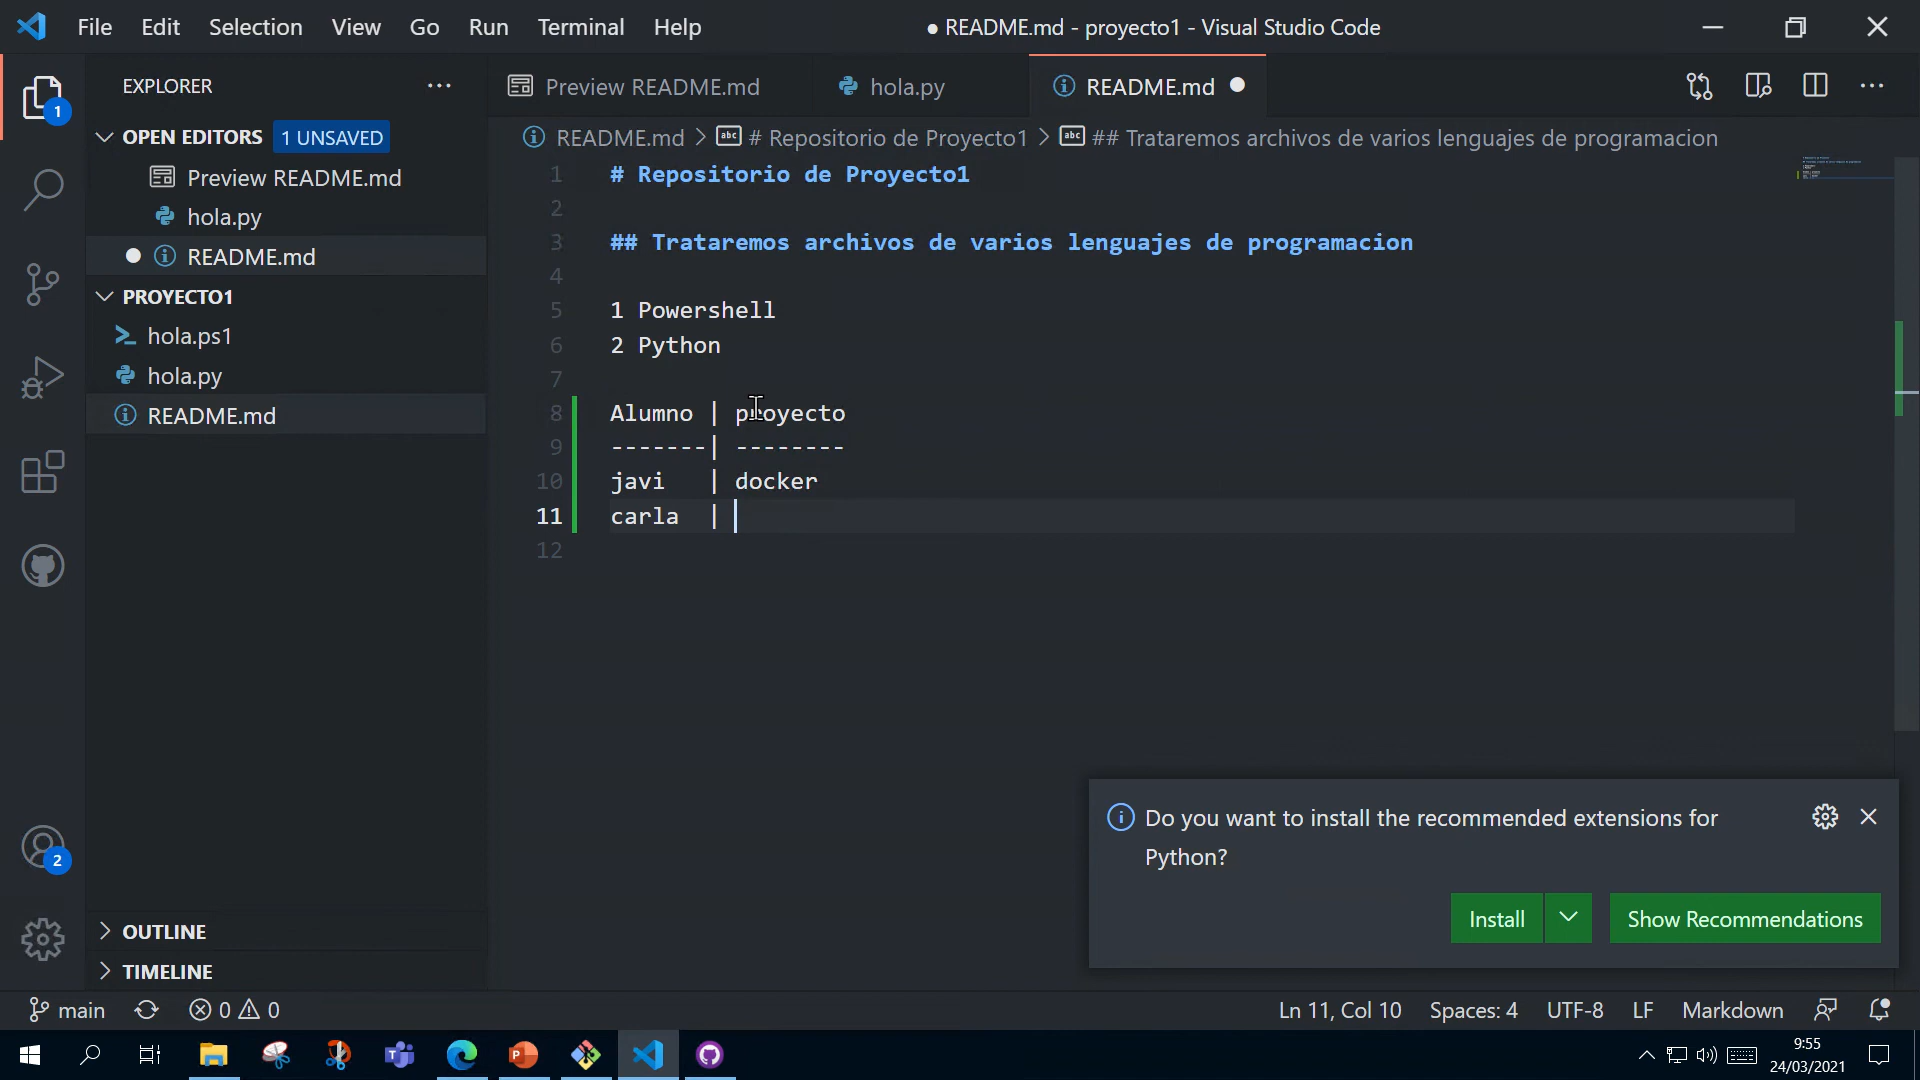 File Edit Selection View Go Run Terminal Help ● README.md - proyecto1 - Visual Studio Code
EXPLORER
Preview README.md hola.py README.md
1
OPEN EDITORS 1 UNSAVED
README.md > # Repositorio de Proyecto1 > ## Trataremos archivos de varios lenguajes de programacion
Preview README.md
hola.py
README.md
PROYECTO1
hola.ps1
hola.py
README.md
1 # Repositorio de Proyecto1
2
3 ## Trataremos archivos de varios lenguajes de programacion
4
5 1 Powershell
6 2 Python
7
8 Alumno | proyecto
9 -------| --------
10 javi | docker
11 carla |
12
Do you want to install the recommended extensions for
Python?
Install Show Recommendations
2
OUTLINE
TIMELINE
main 0 0 Ln 11, Col 10 Spaces: 4 UTF-8 LF Markdown
9:55
24/03/2021